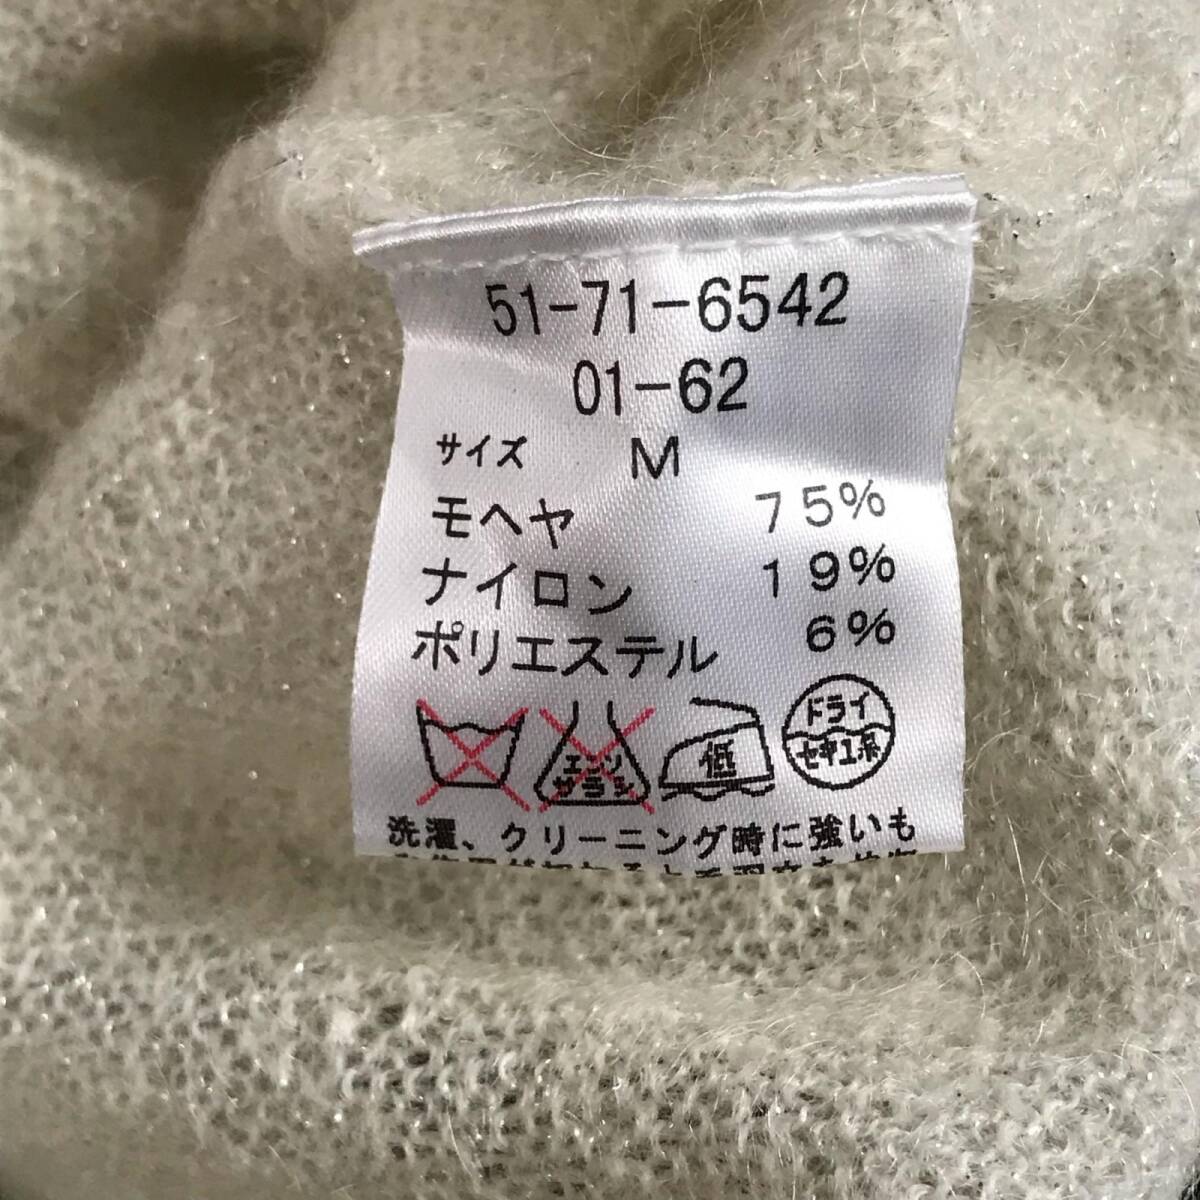 51-71-6542
01-62
サイズ M
モヘヤ 75%
ナイロン 19%
ポリエステル 6%
エンソ サラシ
低
ドライ
セキユ系
洗濯、クリーニング時に強いも